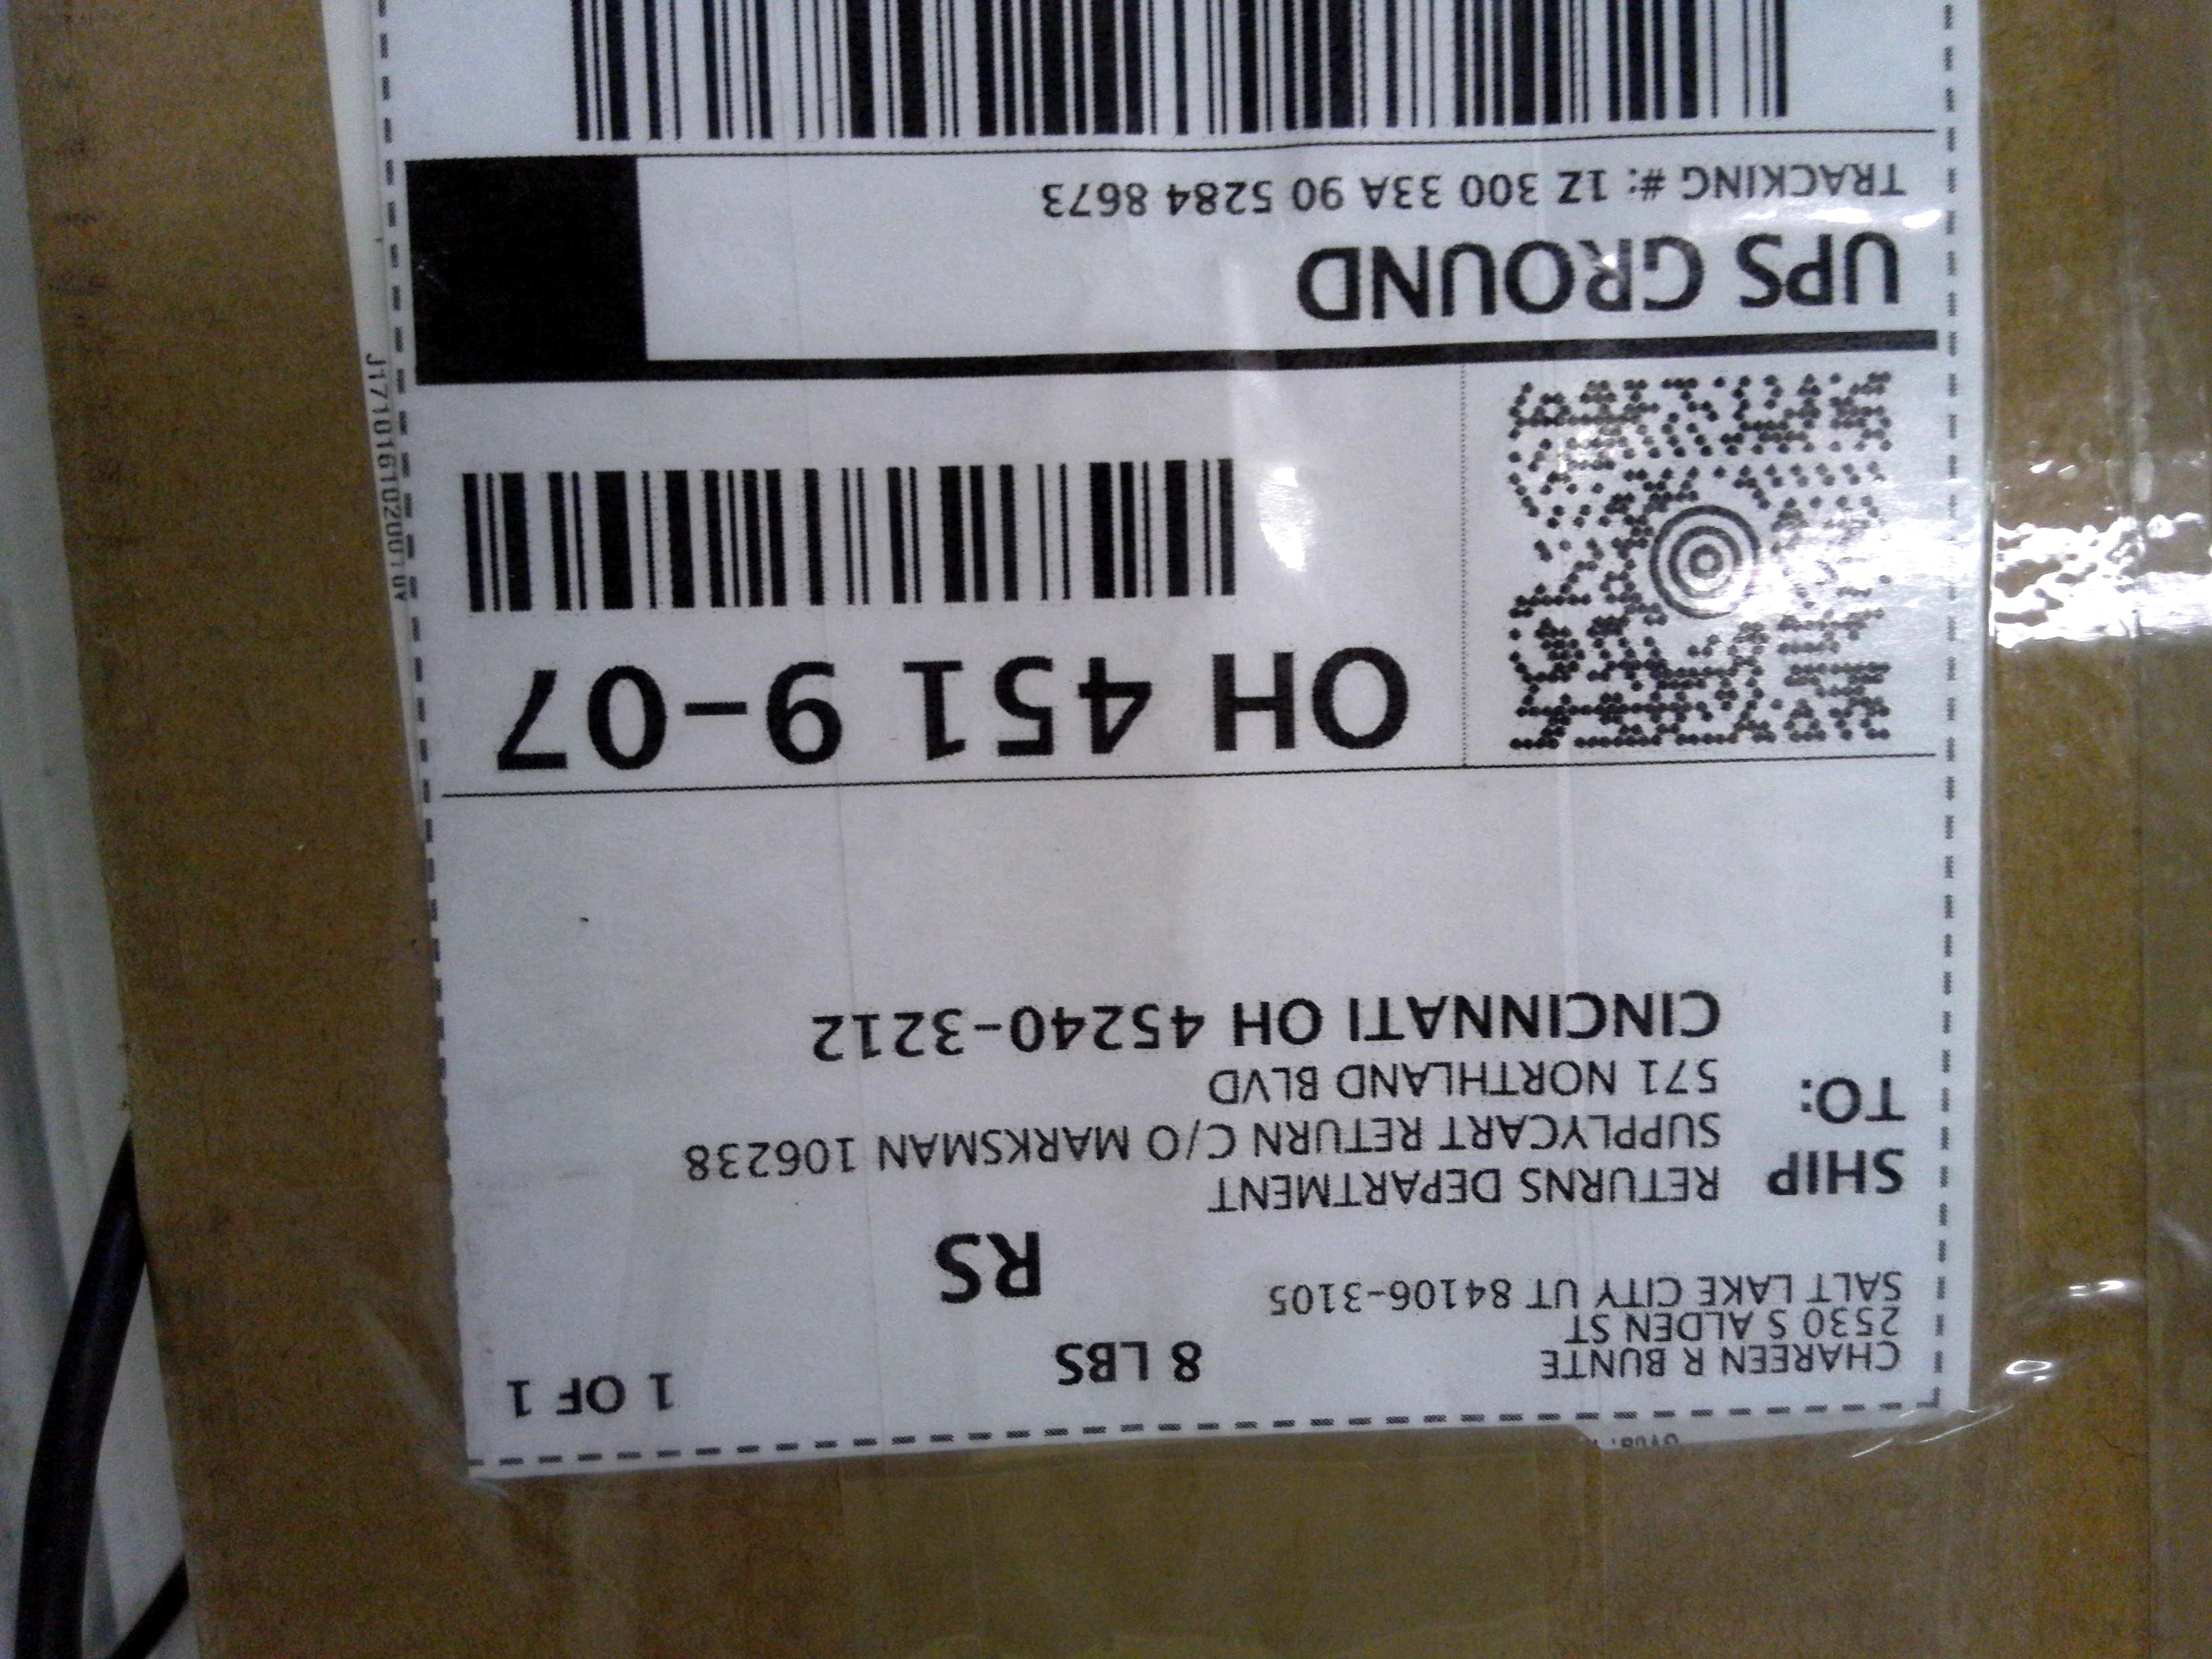 CHAREEN R BUNTE
2530 S ALDEN ST
SALT LAKE CITY UT 84106-3105
8 LBS
1 OF 1
RS
SHIP
TO:
RETURNS DEPARTMENT
SUPPLYCART RETURN C/O MARKSMAN 106238
571 NORTHLAND BLVD
CINCINNATI OH 45240-3212
OH 451 9-07
UPS GROUND
TRACKING #: 1Z 300 33A 90 5284 8673